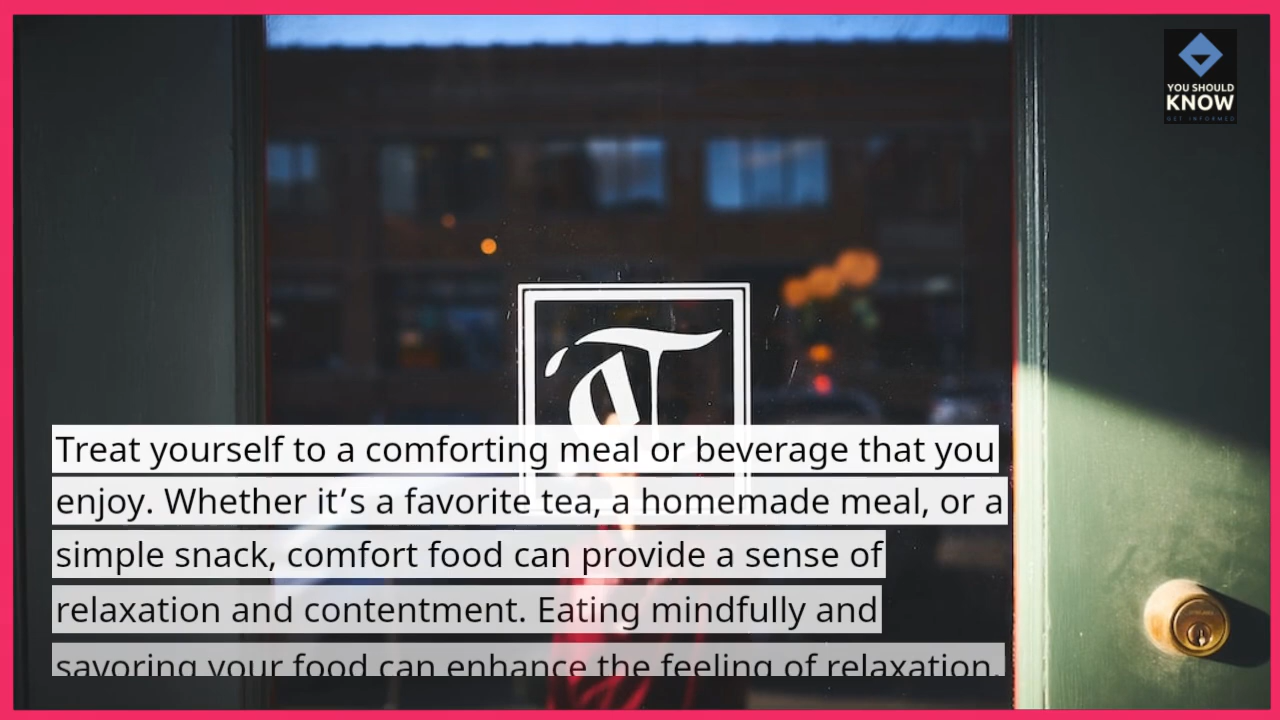 YOU SHOULD
KNOW
GET INFORMED
T
Treat yourself to a comforting meal or beverage that you
enjoy. Whether it’s a favorite tea, a homemade meal, or a
simple snack, comfort food can provide a sense of
relaxation and contentment. Eating mindfully and
savoring your food can enhance the feeling of relaxation.